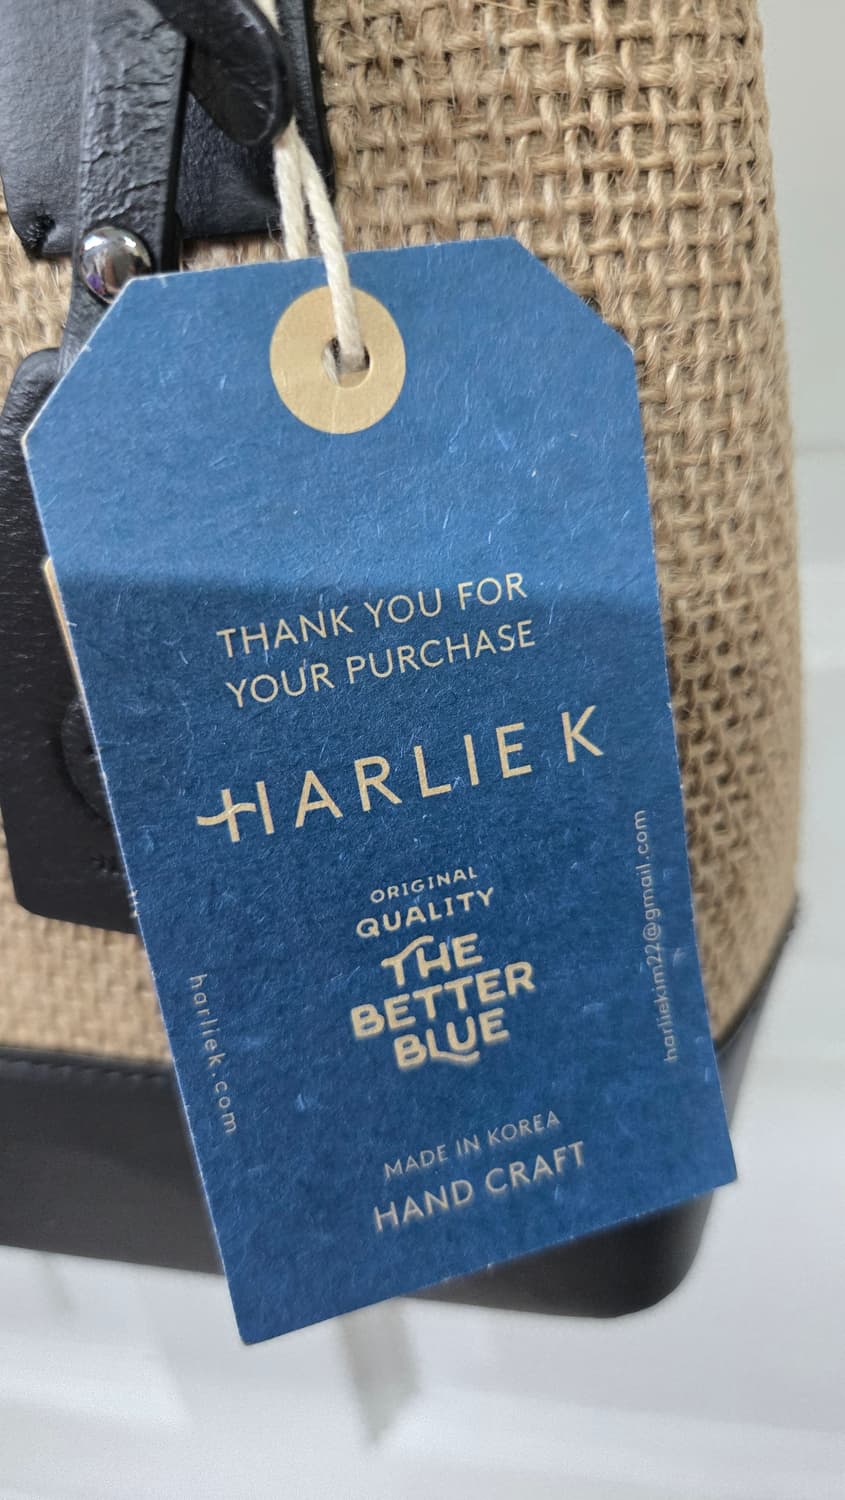 THANK YOU FOR
YOUR PURCHASE
HARLIE K
ORIGINAL
QUALITY
THE
BETTER
BLUE
harliek.com
harliekim22@gmail.com
MADE IN KOREA
HAND CRAFT